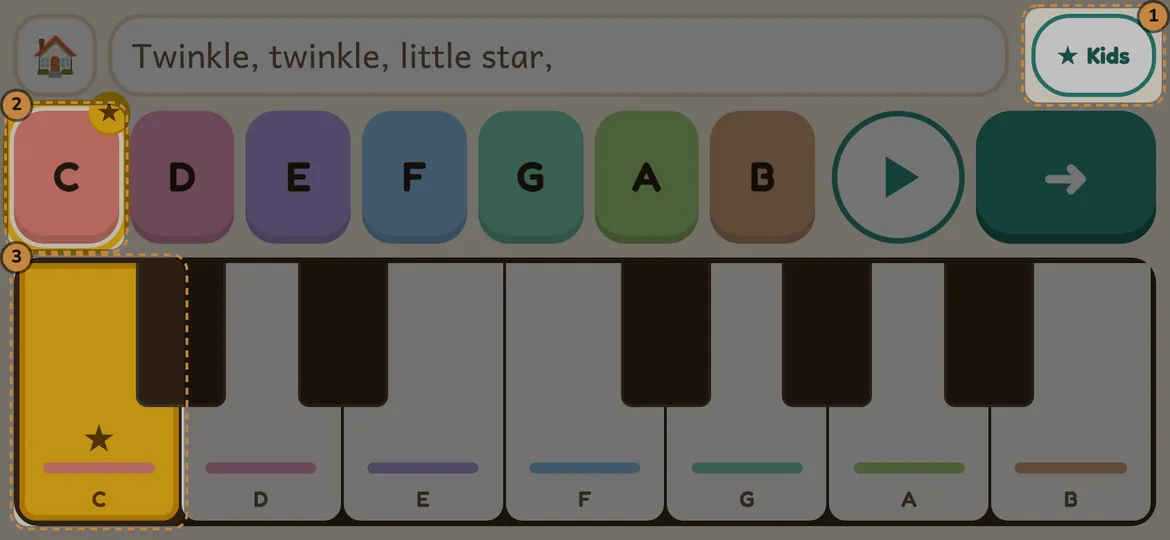 Twinkle, twinkle, little star,
★ Kids
1
2
C D E F G A B
3
★
C D E F G A B